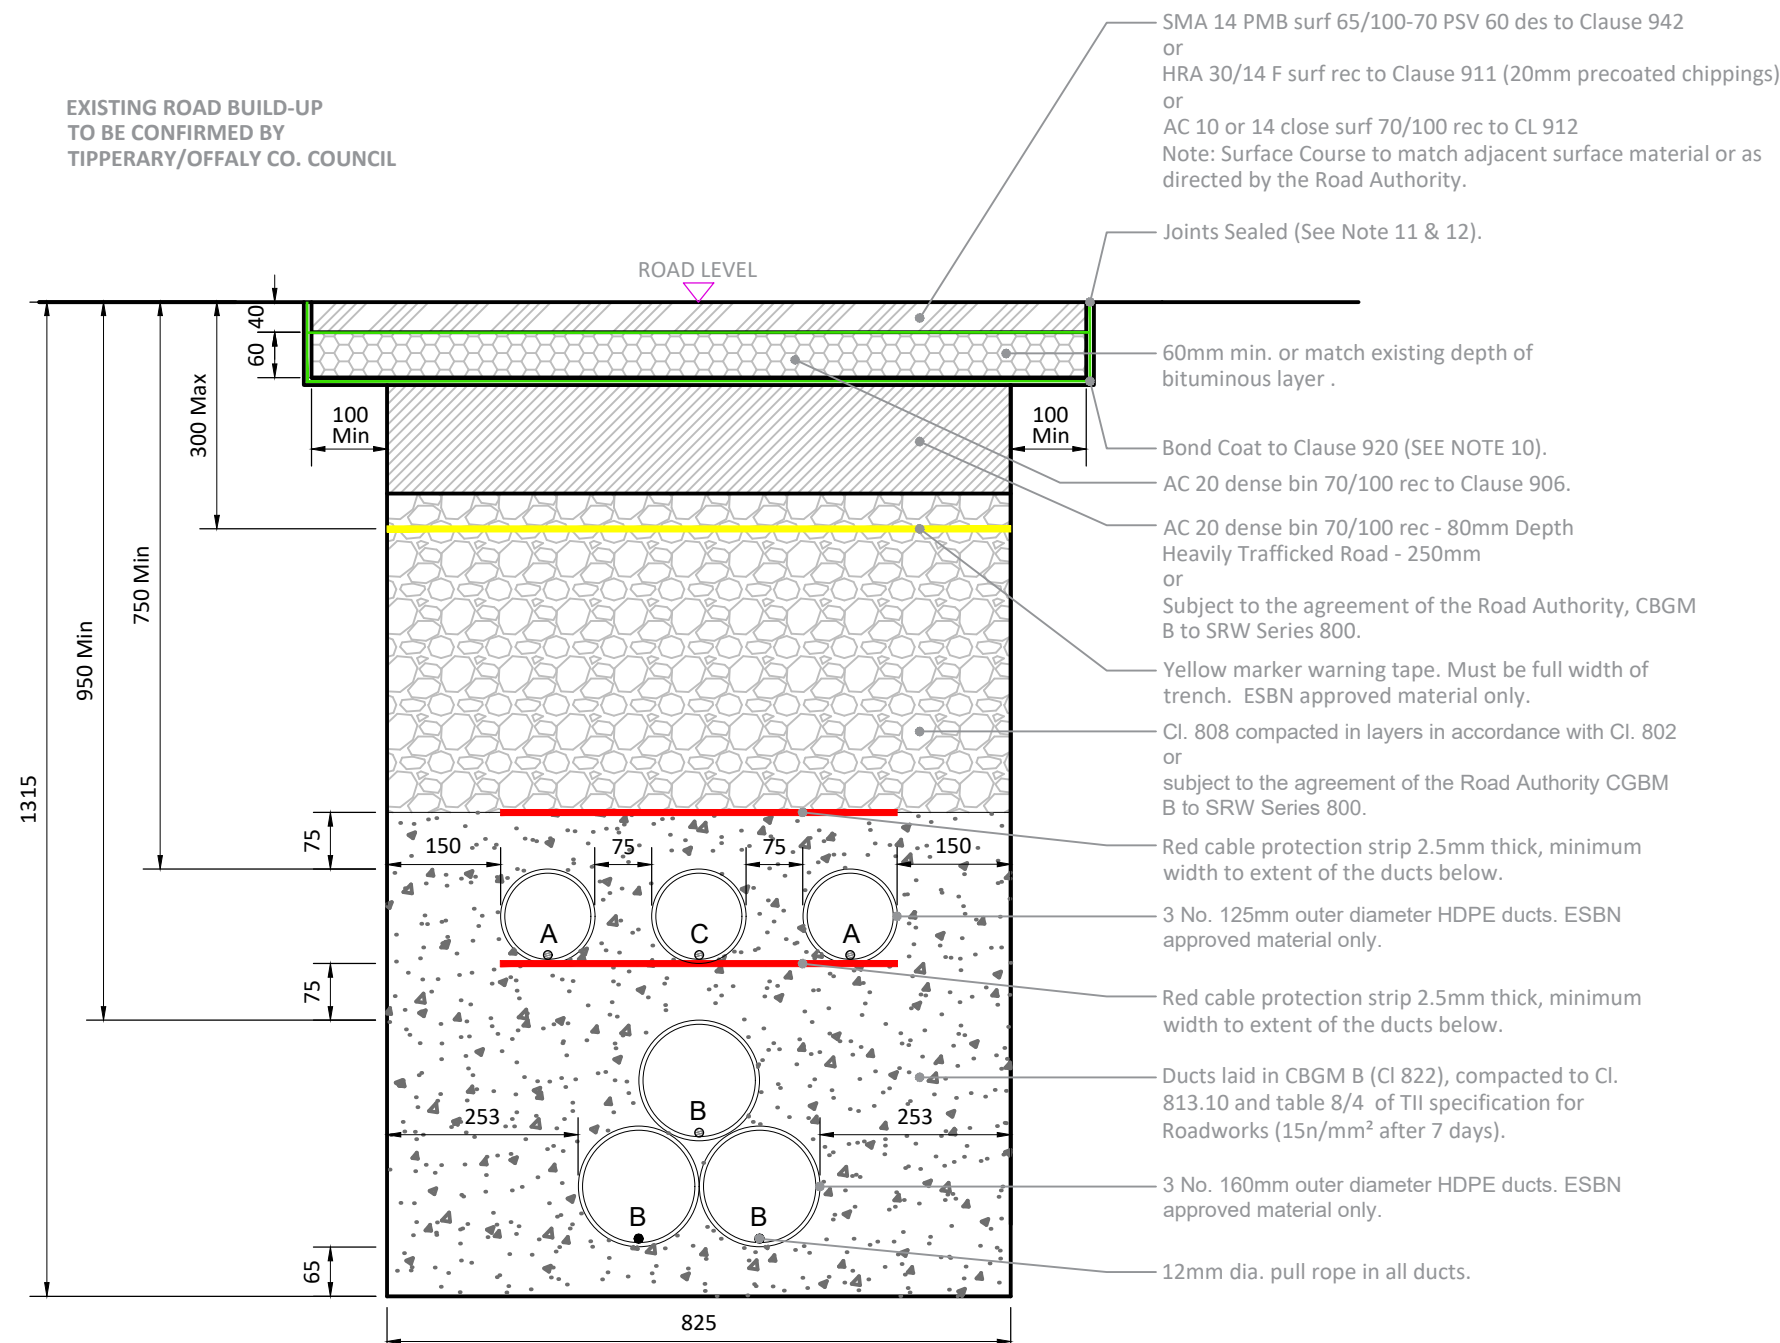 EXISTING ROAD BUILD-UP
TO BE CONFIRMED BY
TIPPERARY/OFFALY CO. COUNCIL
SMA 14 PMB surf 65/100-70 PSV 60 des to Clause 942
or
HRA 30/14 F surf rec to Clause 911 (20mm precoated chippings)
or
AC 10 or 14 close surf 70/100 rec to CL 912
Note: Surface Course to match adjacent surface material or as
directed by the Road Authority.
Joints Sealed (See Note 11 & 12).
ROAD LEVEL
40
60
60mm min. or match existing depth of
bituminous layer .
300 Max
100
Min
100
Min
Bond Coat to Clause 920 (SEE NOTE 10).
AC 20 dense bin 70/100 rec to Clause 906.
AC 20 dense bin 70/100 rec - 80mm Depth
Heavily Trafficked Road - 250mm
or
Subject to the agreement of the Road Authority, CBGM
B to SRW Series 800.
750 Min
950 Min
1315
Yellow marker warning tape. Must be full width of
trench. ESBN approved material only.
Cl. 808 compacted in layers in accordance with Cl. 802
or
subject to the agreement of the Road Authority CGBM
B to SRW Series 800.
75
150
75
75
150
Red cable protection strip 2.5mm thick, minimum
width to extent of the ducts below.
A
C
A
3 No. 125mm outer diameter HDPE ducts. ESBN
approved material only.
75
Red cable protection strip 2.5mm thick, minimum
width to extent of the ducts below.
Ducts laid in CBGM B (Cl 822), compacted to Cl.
813.10 and table 8/4 of TII specification for
Roadworks (15n/mm² after 7 days).
253
B
253
3 No. 160mm outer diameter HDPE ducts. ESBN
approved material only.
B
B
65
12mm dia. pull rope in all ducts.
825